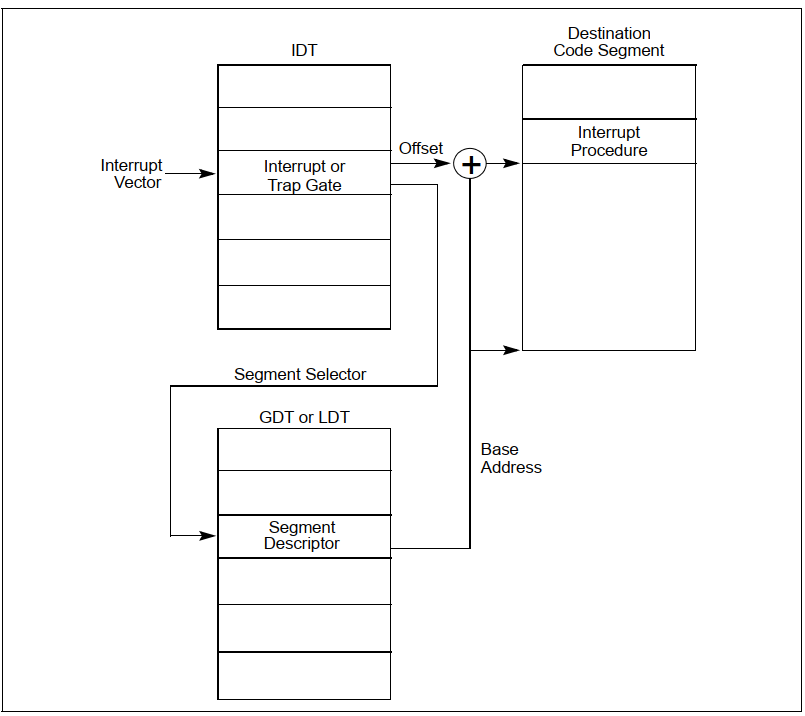 IDT
Destination
Code Segment
Interrupt
Vector
Interrupt or
Trap Gate
Offset
+
Interrupt
Procedure
Segment Selector
GDT or LDT
Base
Address
Segment
Descriptor